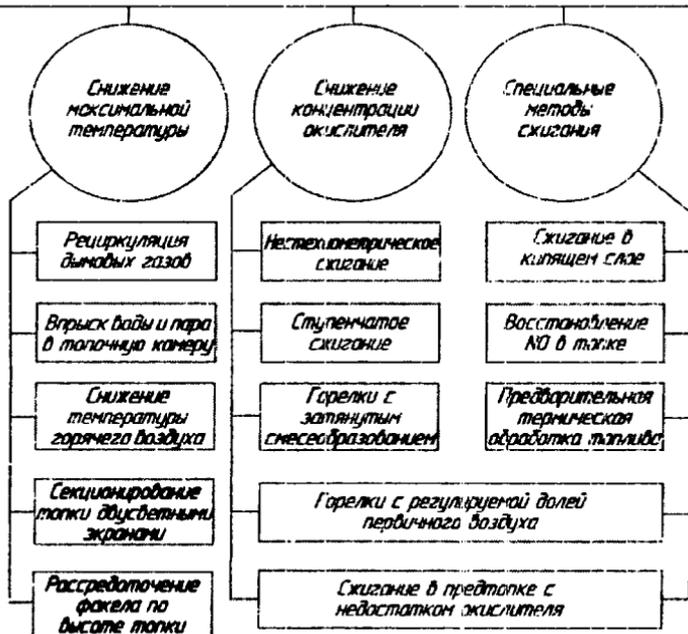 Снижение
максимальной
температуры
Снижение
концентрации
окислителя
Специальные
методы
сжигания
Рециркуляция
дымовых газов
Впрыск воды и пара
в топочную камеру
Снижение
температуры
горячего воздуха
Секционирование
топки двусветными
экранами
Рассредоточение
факела по
высоте топки
Нестехиометрическое
сжигание
Ступенчатое
сжигание
Горелки с
затянутым
смесеобразованием
Сжигание в
кипящем слое
Восстановление
NO в топке
Предварительная
термическая
обработка топлива
Горелки с регулируемой долей
первичного воздуха
Сжигание в предтопке с
недостатком окислителя